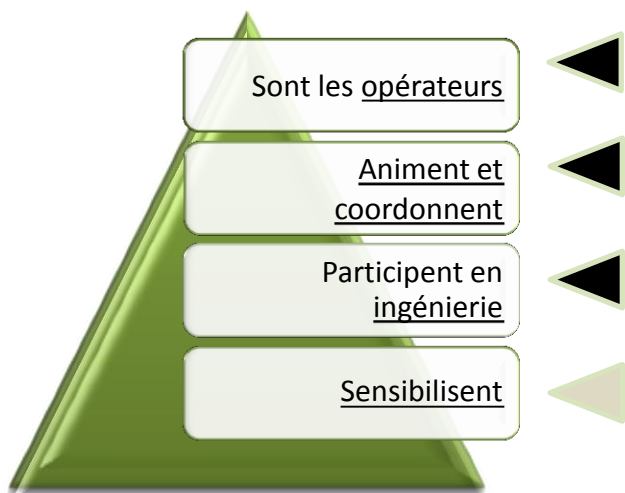 Sont les opérateurs
Animent et
coordonnent
Participent en
ingénierie
Sensibilisent